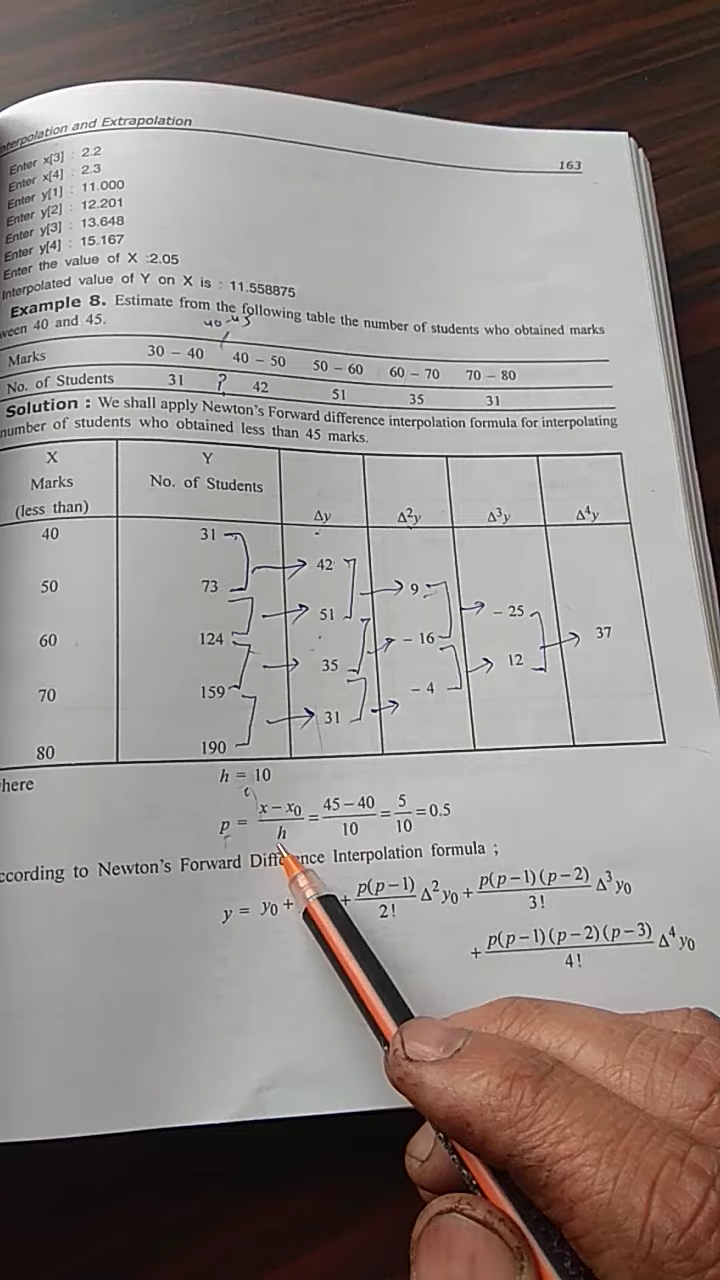 terpolation and Extrapolation
163
Enter x[3] : 2.2
Enter x[4] : 2.3
Enter y[1] : 11.000
Enter y[2] : 12.201
Enter y[3] : 13.648
Enter y[4] : 15.167
Enter the value of X :2.05
Interpolated value of Y on X is : 11.558875
Example 8. Estimate from the following table the number of students who obtained marks
ween 40 and 45.
40-45
Marks 30 – 40 40 – 50 50 – 60 60 – 70 70 – 80
No. of Students 31 ? 42 51 35 31
Solution : We shall apply Newton's Forward difference interpolation formula for interpolating
number of students who obtained less than 45 marks.
X Y
Marks No. of Students
(less than) Δy Δ²y Δ³y Δ⁴y
40 31
42
50 73 9
51 – 25
60 124 – 16 37
35 12
70 159 – 4
31
80 190
here h = 10
p = x – x₀ / h = 45 – 40 / 10 = 5 / 10 = 0.5
ccording to Newton's Forward Difference Interpolation formula ;
y = y₀ + + p(p – 1) / 2! Δ²y₀ + p(p – 1) (p – 2) / 3! Δ³y₀
+ p(p – 1) (p – 2) (p – 3) / 4! Δ⁴y₀